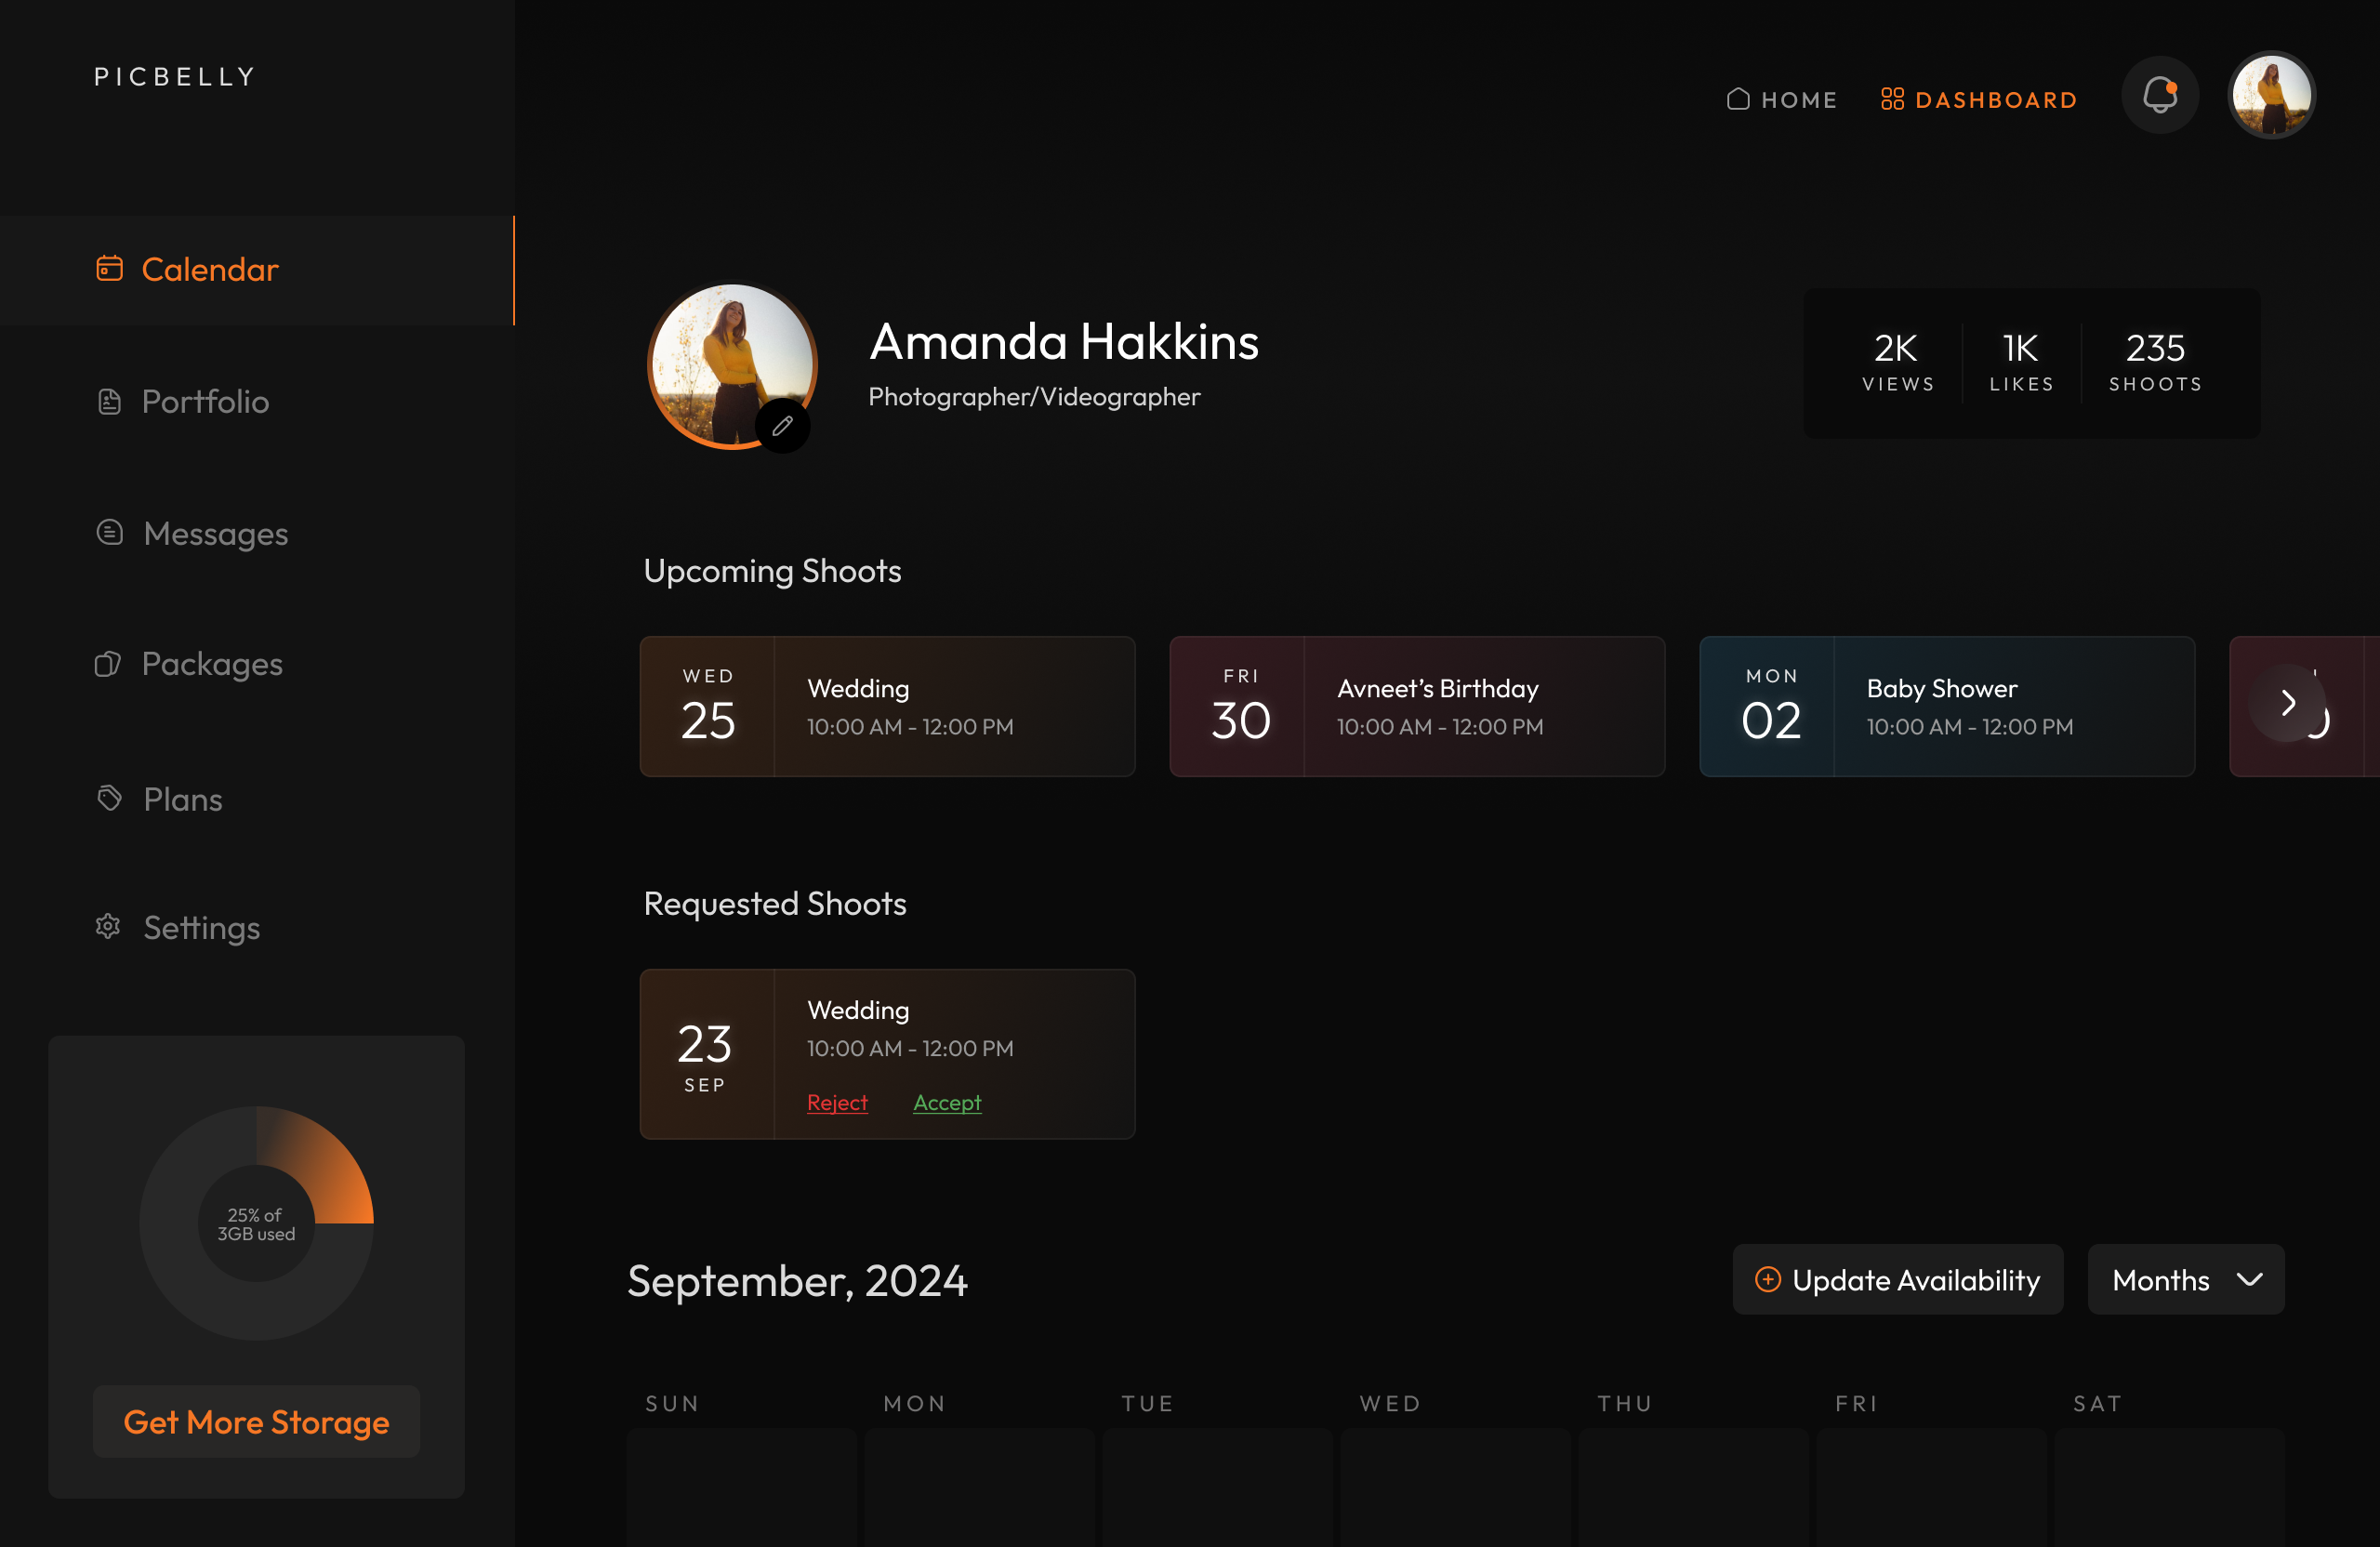 PICBELLY
HOME
DASHBOARD
Calendar
Portfolio
Messages
Packages
Plans
Settings
25% of
3GB used
Get More Storage
Amanda Hakkins
Photographer/Videographer
2K
VIEWS
1K
LIKES
235
SHOOTS
Upcoming Shoots
WED
25
Wedding
10:00 AM - 12:00 PM
FRI
30
Avneet’s Birthday
10:00 AM - 12:00 PM
MON
02
Baby Shower
10:00 AM - 12:00 PM
Requested Shoots
23
SEP
Wedding
10:00 AM - 12:00 PM
Reject
Accept
September, 2024
Update Availability
Months
SUN
MON
TUE
WED
THU
FRI
SAT